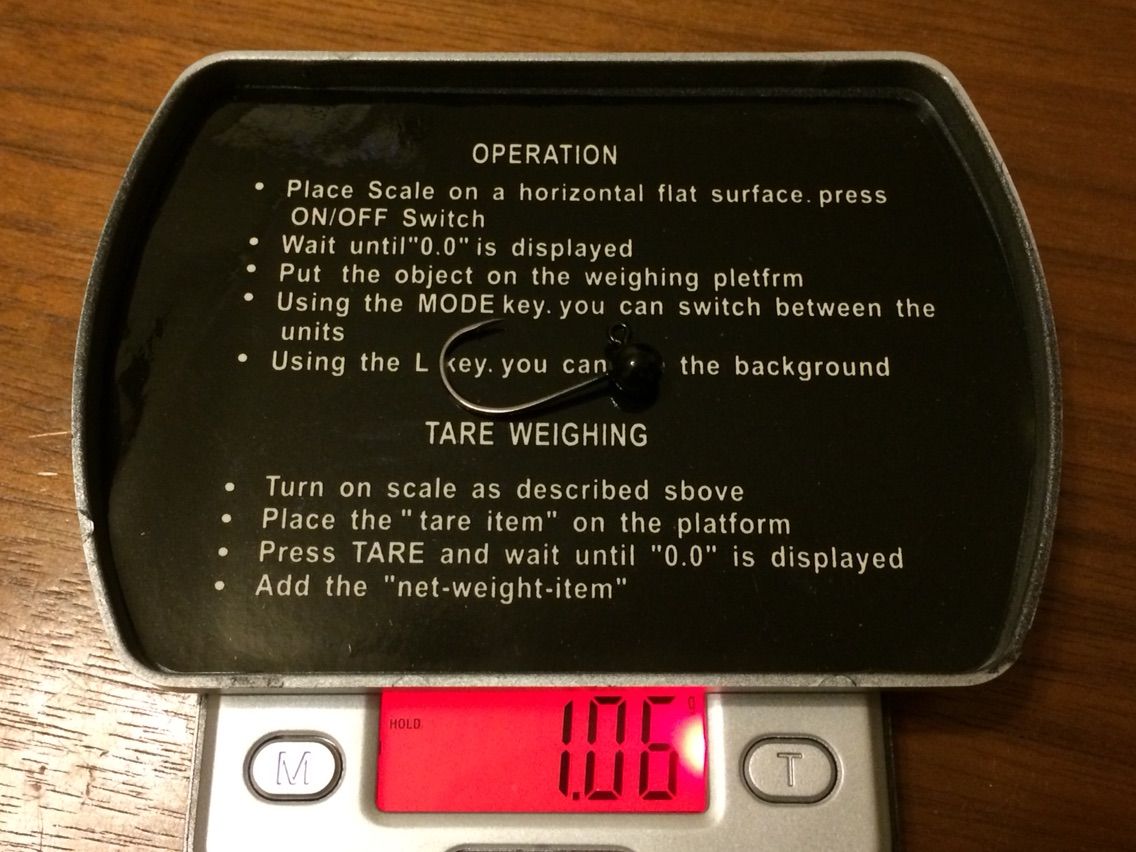 OPERATION
• Place Scale on a horizontal flat surface. press
ON/OFF Switch
• Wait until "0.0" is displayed
• Put the object on the weighing pletfrm
• Using the MODE key. you can switch between the
units
• Using the L key. you can the background
TARE WEIGHING
• Turn on scale as described sbove
• Place the "tare item" on the platform
• Press TARE and wait until "0.0" is displayed
• Add the "net-weight-item"
HOLD 1.06 g
M T